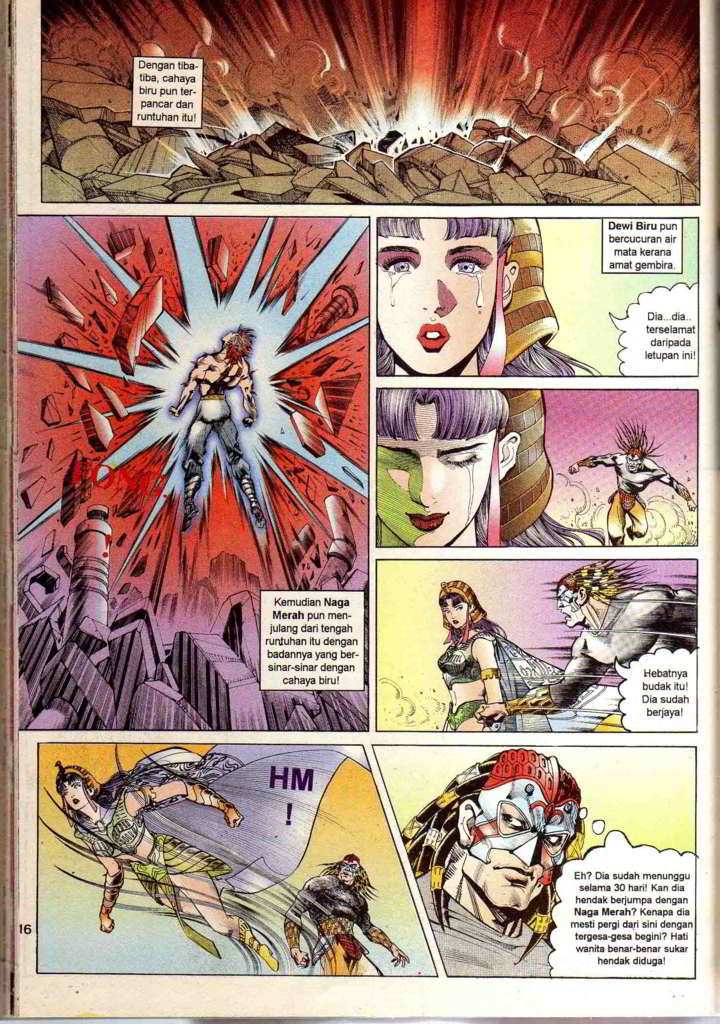 Dengan tiba-
tiba, cahaya
biru pun ter-
pancar dan
runtuhan itu!
Dewi Biru pun
bercucuran air
mata kerana
amat gembira.
Dia...dia..
terselamat
daripada
letupan ini!
Kemudian Naga
Merah pun men-
julang dari tengah
runtuhan itu dengan
badannya yang ber-
sinar-sinar dengan
cahaya biru!
Hebatnya
budak itu!
Dia sudah
berjaya!
HM
!
Eh? Dia sudah menunggu
selama 30 hari! Kan dia
hendak berjumpa dengan
Naga Merah? Kenapa dia
mesti pergi dari sini dengan
tergesa-gesa begini? Hati
wanita benar-benar sukar
hendak diduga!
16